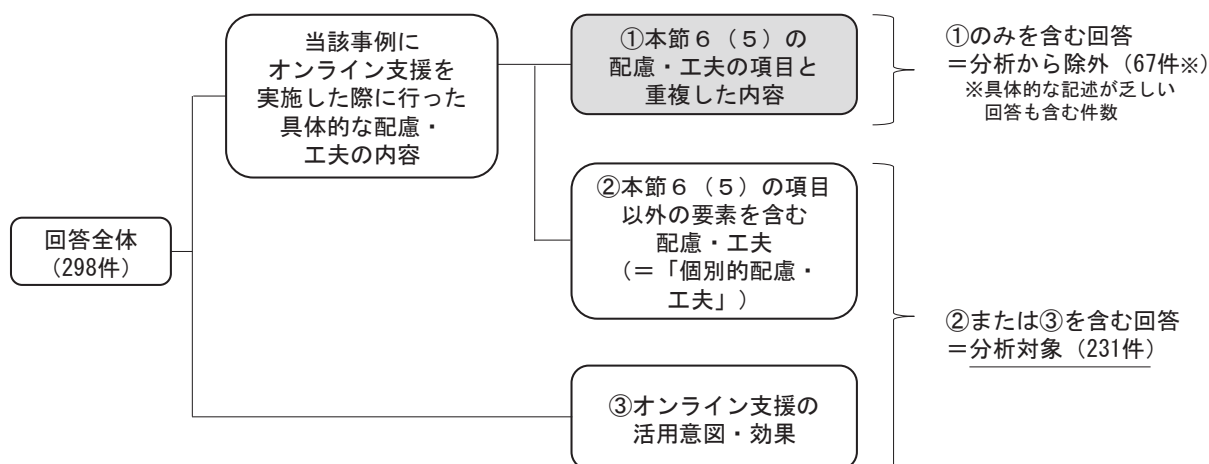 回答全体
(298件)
当該事例に
オンライン支援を
実施した際に行った
具体的な配慮・
工夫の内容
①本節６（５）の
配慮・工夫の項目と
重複した内容
①のみを含む回答
＝分析から除外（67件※）
※具体的な記述が乏しい
回答も含む件数
②本節６（５）の項目
以外の要素を含む
配慮・工夫
（＝「個別的配慮・
工夫」）
③オンライン支援の
活用意図・効果
②または③を含む回答
＝分析対象（231件）